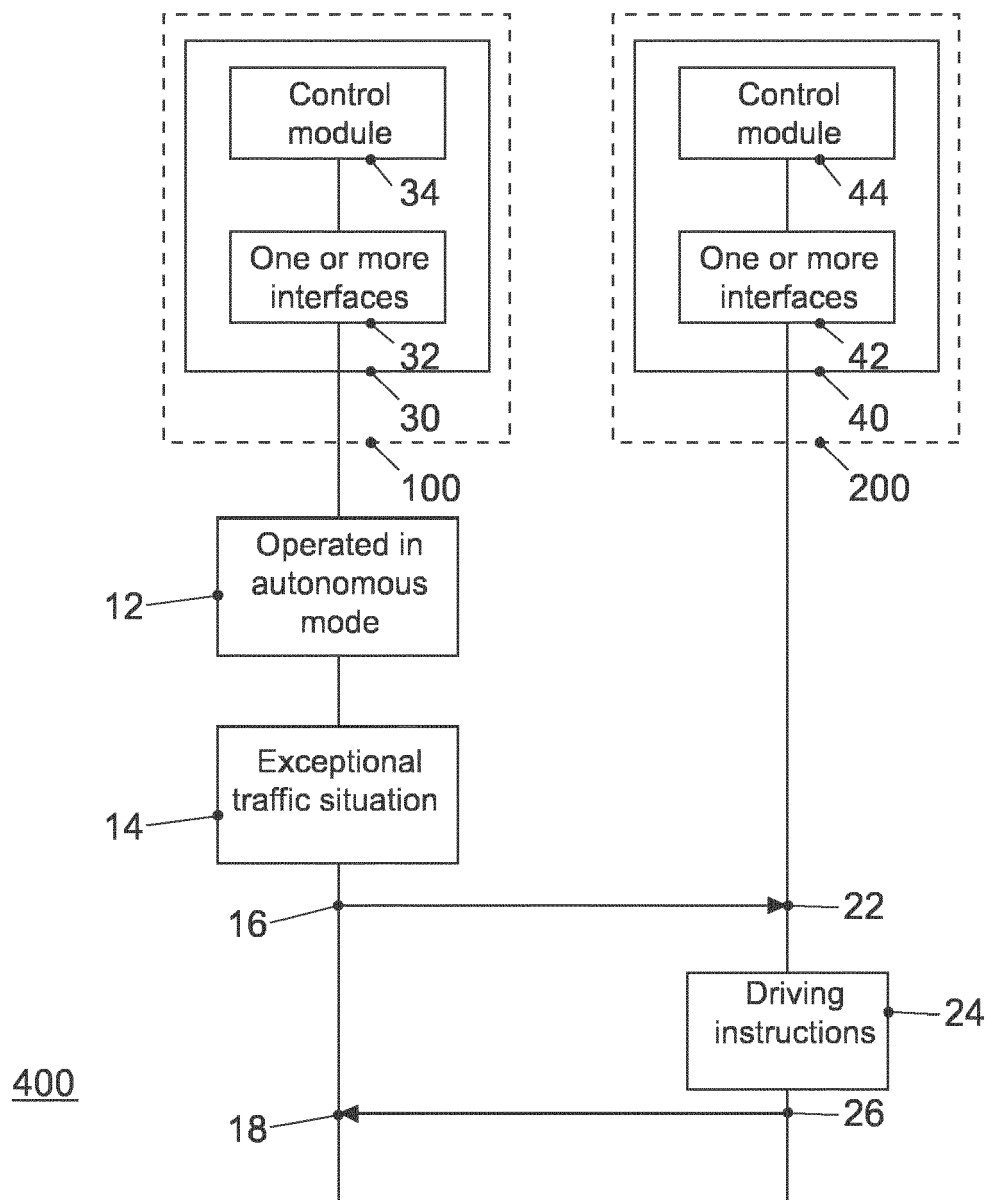 Control
module
34
One or more
interfaces
32
30
100
Control
module
44
One or more
interfaces
42
40
200
Operated in
autonomous
mode
12
Exceptional
traffic situation
14
16
22
Driving
instructions
24
400
18
26